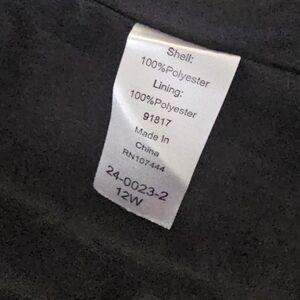 Shell:
100%Polyester
Lining:
100%Polyester
91817
Made In
China
RN107444
24-0023-2
12W